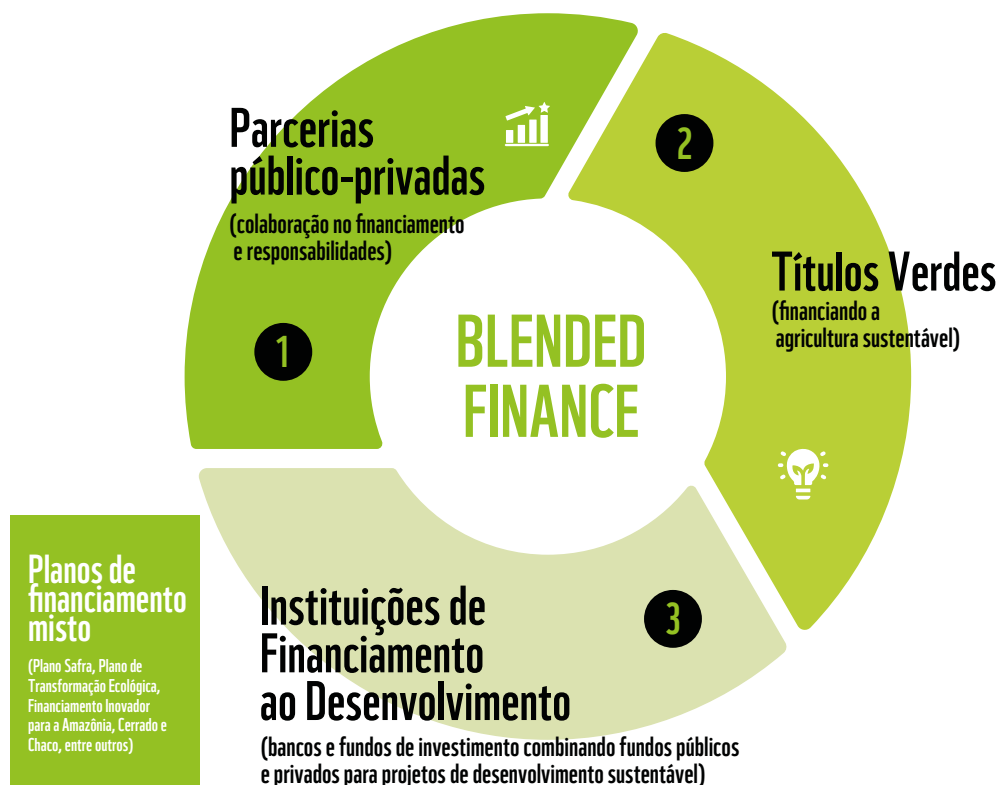 Parcerias
público-privadas
(colaboração no financiamento
e responsabilidades)
1
2
Títulos Verdes
(financiando a
agricultura sustentável)
BLENDED
FINANCE
3
Instituições de
Financiamento
ao Desenvolvimento
(bancos e fundos de investimento combinando fundos públicos
e privados para projetos de desenvolvimento sustentável)
Planos de
financiamento
misto
(Plano Safra, Plano de
Transformação Ecológica,
Financiamento Inovador
para a Amazônia, Cerrado e
Chaco, entre outros)